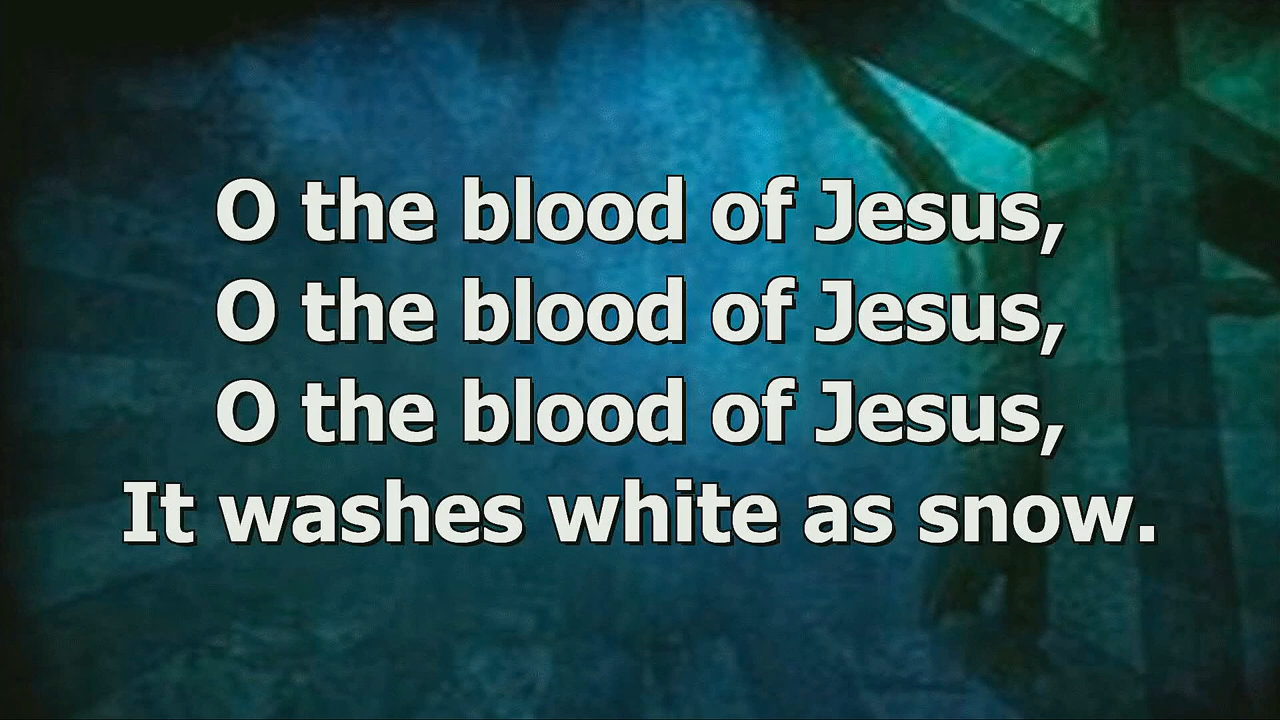 O the blood of Jesus,
O the blood of Jesus,
O the blood of Jesus,
It washes white as snow.